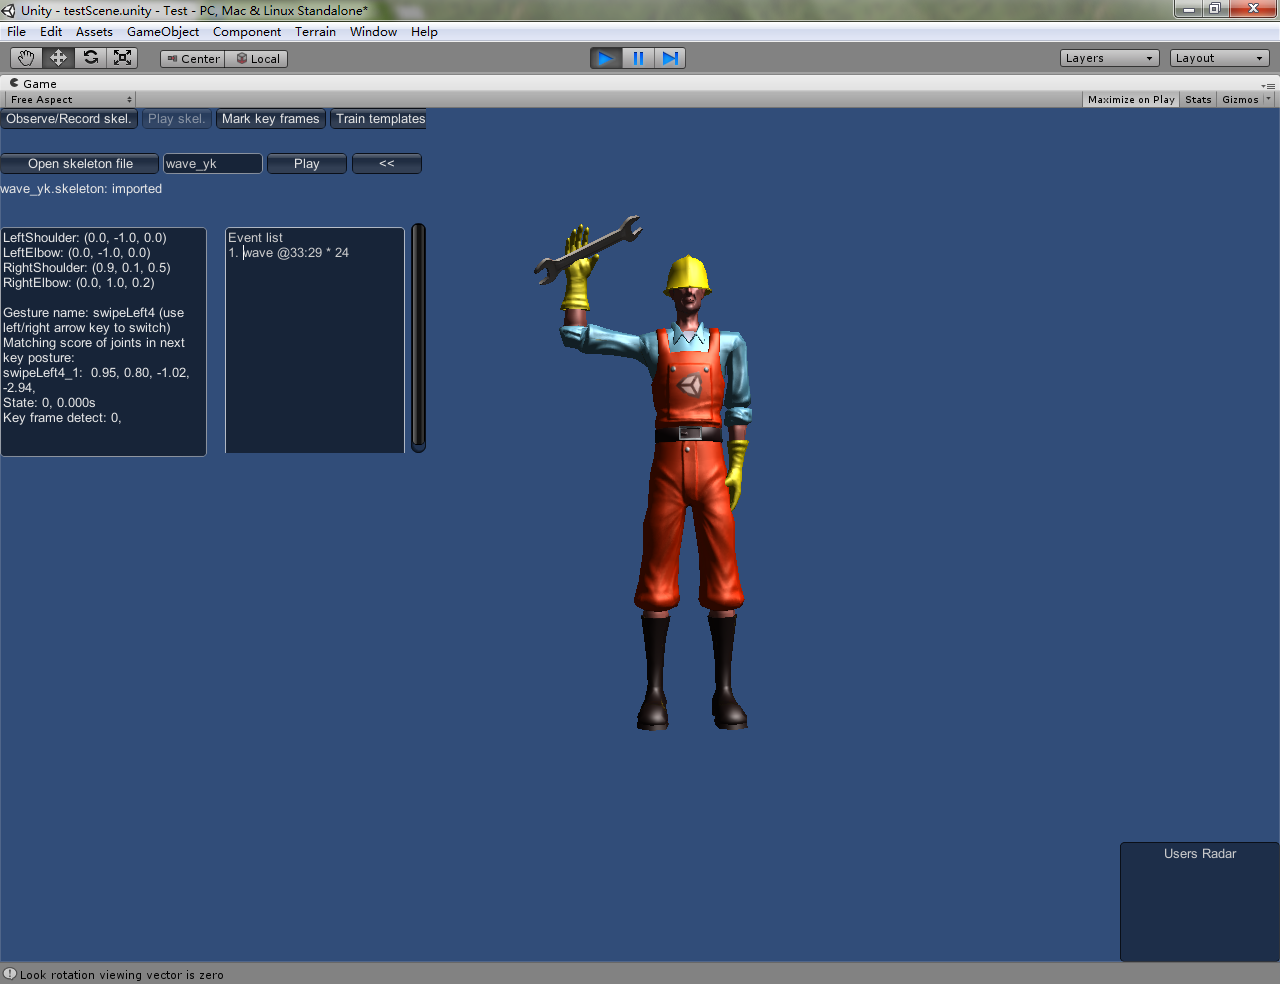 Unity - testScene.unity - Test - PC, Mac & Linux Standalone*
File Edit Assets GameObject Component Terrain Window Help
Center Local Layers Layout
Game
Free Aspect Maximize on Play Stats Gizmos
Observe/Record skel. Play skel. Mark key frames Train templates
Open skeleton file wave_yk Play <<
wave_yk.skeleton: imported
LeftShoulder: (0.0, -1.0, 0.0)
LeftElbow: (0.0, -1.0, 0.0)
RightShoulder: (0.9, 0.1, 0.5)
RightElbow: (0.0, 1.0, 0.2)
Gesture name: swipeLeft4 (use
left/right arrow key to switch)
Matching score of joints in next
key posture:
swipeLeft4_1:  0.95, 0.80, -1.02,
-2.94,
State: 0, 0.000s
Key frame detect: 0,
Event list
1. wave @33:29 * 24
Users Radar
Look rotation viewing vector is zero